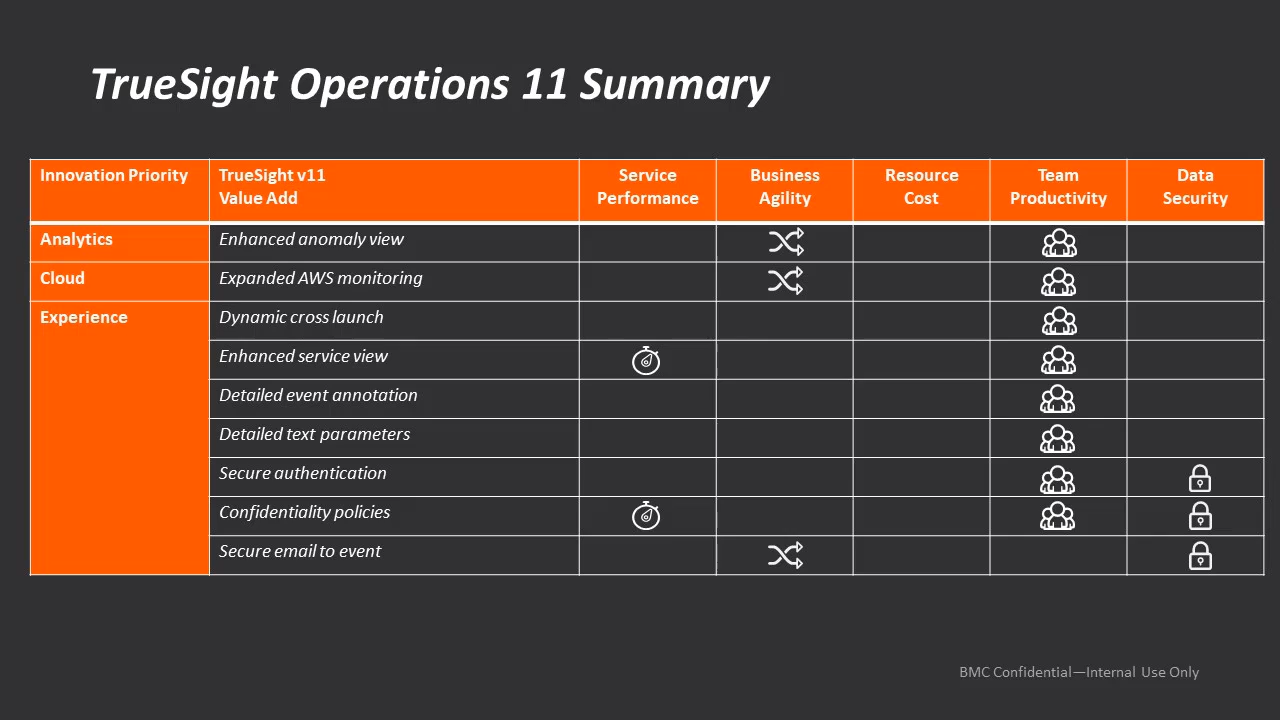 TrueSight Operations 11 Summary
Innovation Priority
TrueSight v11
Value Add
Service
Performance
Business
Agility
Resource
Cost
Team
Productivity
Data
Security
Analytics
Enhanced anomaly view
Cloud
Expanded AWS monitoring
Experience
Dynamic cross launch
Enhanced service view
Detailed event annotation
Detailed text parameters
Secure authentication
Confidentiality policies
Secure email to event
BMC Confidential—Internal Use Only